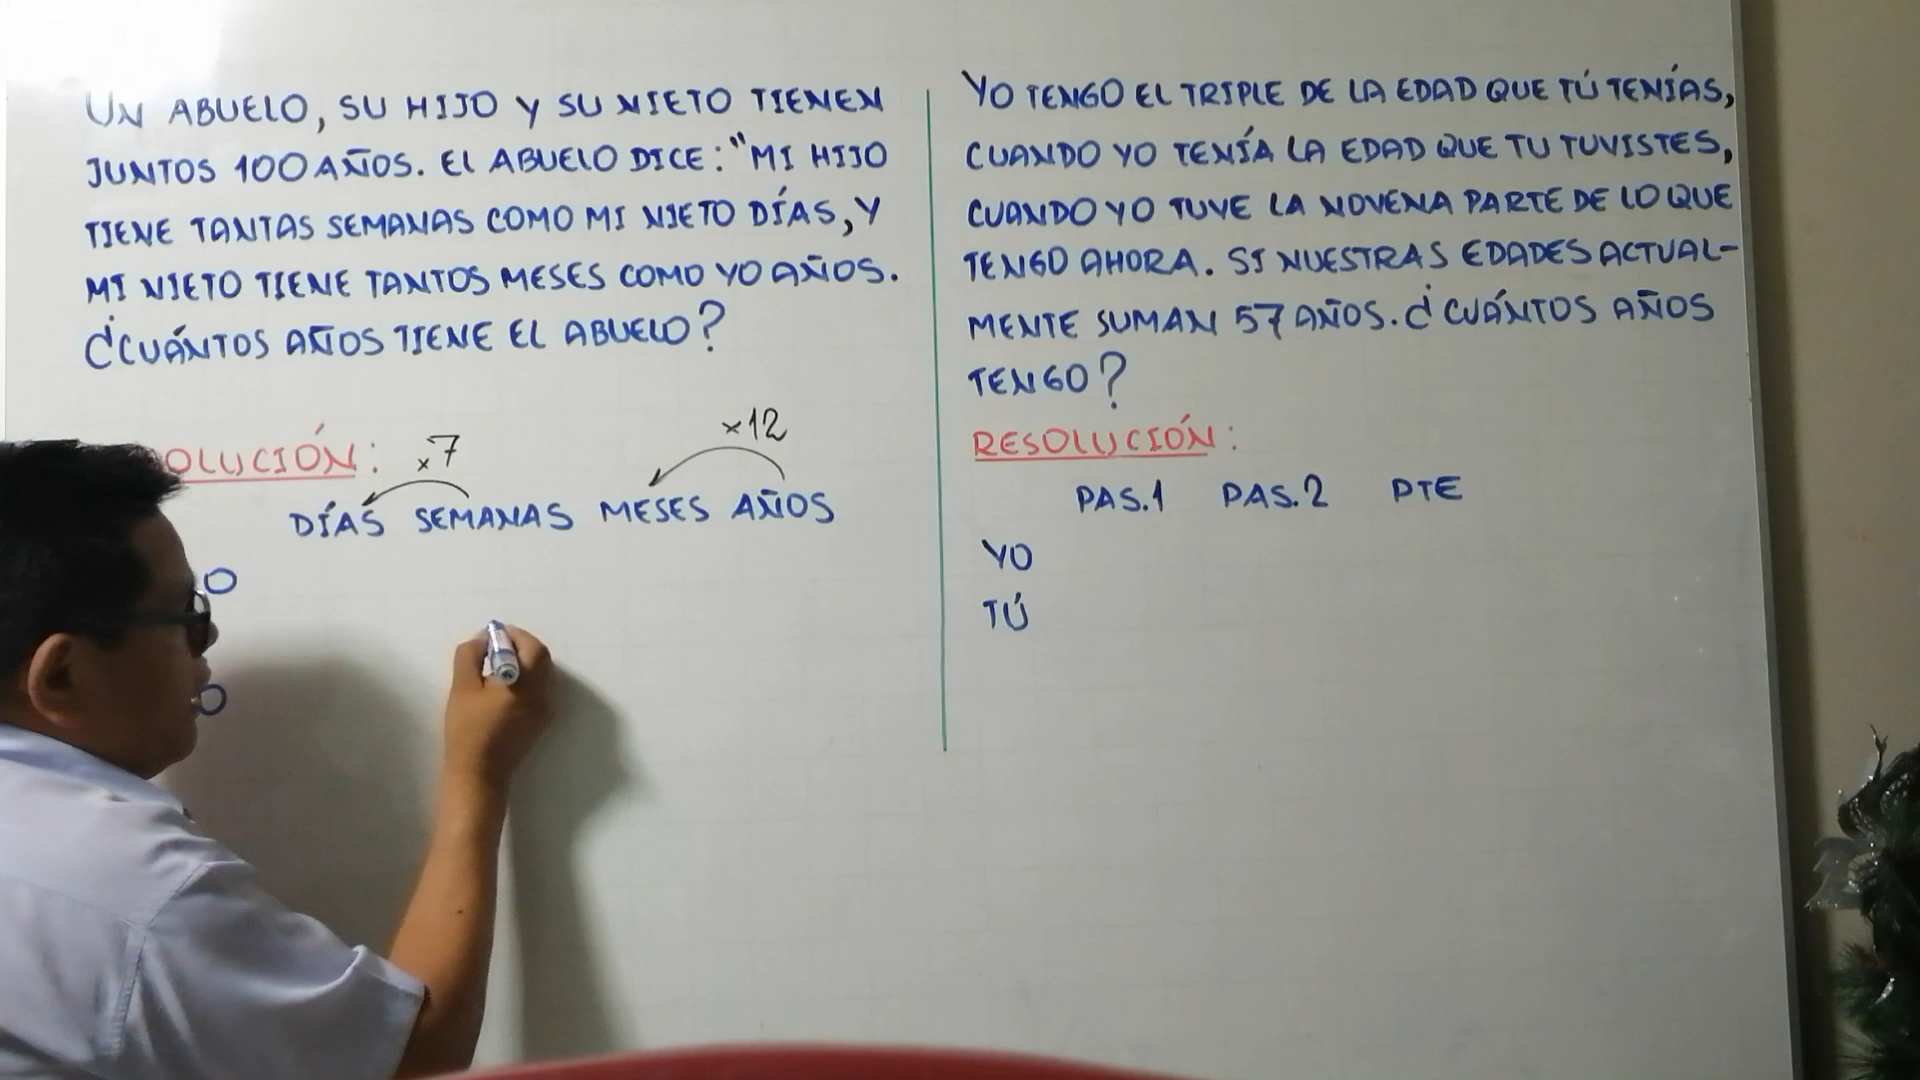 UN ABUELO, SU HIJO Y SU NIETO TIENEN
JUNTOS 100 AÑOS. EL ABUELO DICE: "MI HIJO
TIENE TANTAS SEMANAS COMO MI NIETO DÍAS, Y
MI NIETO TIENE TANTOS MESES COMO YO AÑOS.
¿CUÁNTOS AÑOS TIENE EL ABUELO?
OLUCIÓN:
×7
×12
DÍAS SEMANAS MESES AÑOS
O
O
YO TENGO EL TRIPLE DE LA EDAD QUE TÚ TENÍAS,
CUANDO YO TENÍA LA EDAD QUE TU TUVISTES,
CUANDO YO TUVE LA NOVENA PARTE DE LO QUE
TENGO AHORA. SI NUESTRAS EDADES ACTUAL-
MENTE SUMAN 57 AÑOS. ¿CUÁNTOS AÑOS
TENGO?
RESOLUCIÓN:
PAS.1 PAS.2 PTE
YO
TÚ